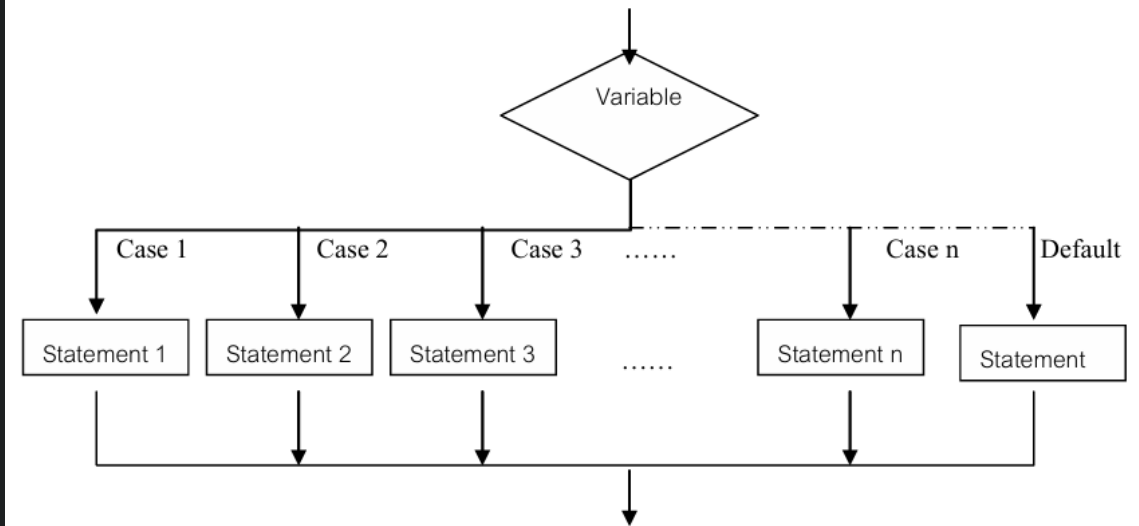 Variable
Case 1 Case 2 Case 3 ...... Case n Default
Statement 1 Statement 2 Statement 3 ...... Statement n Statement